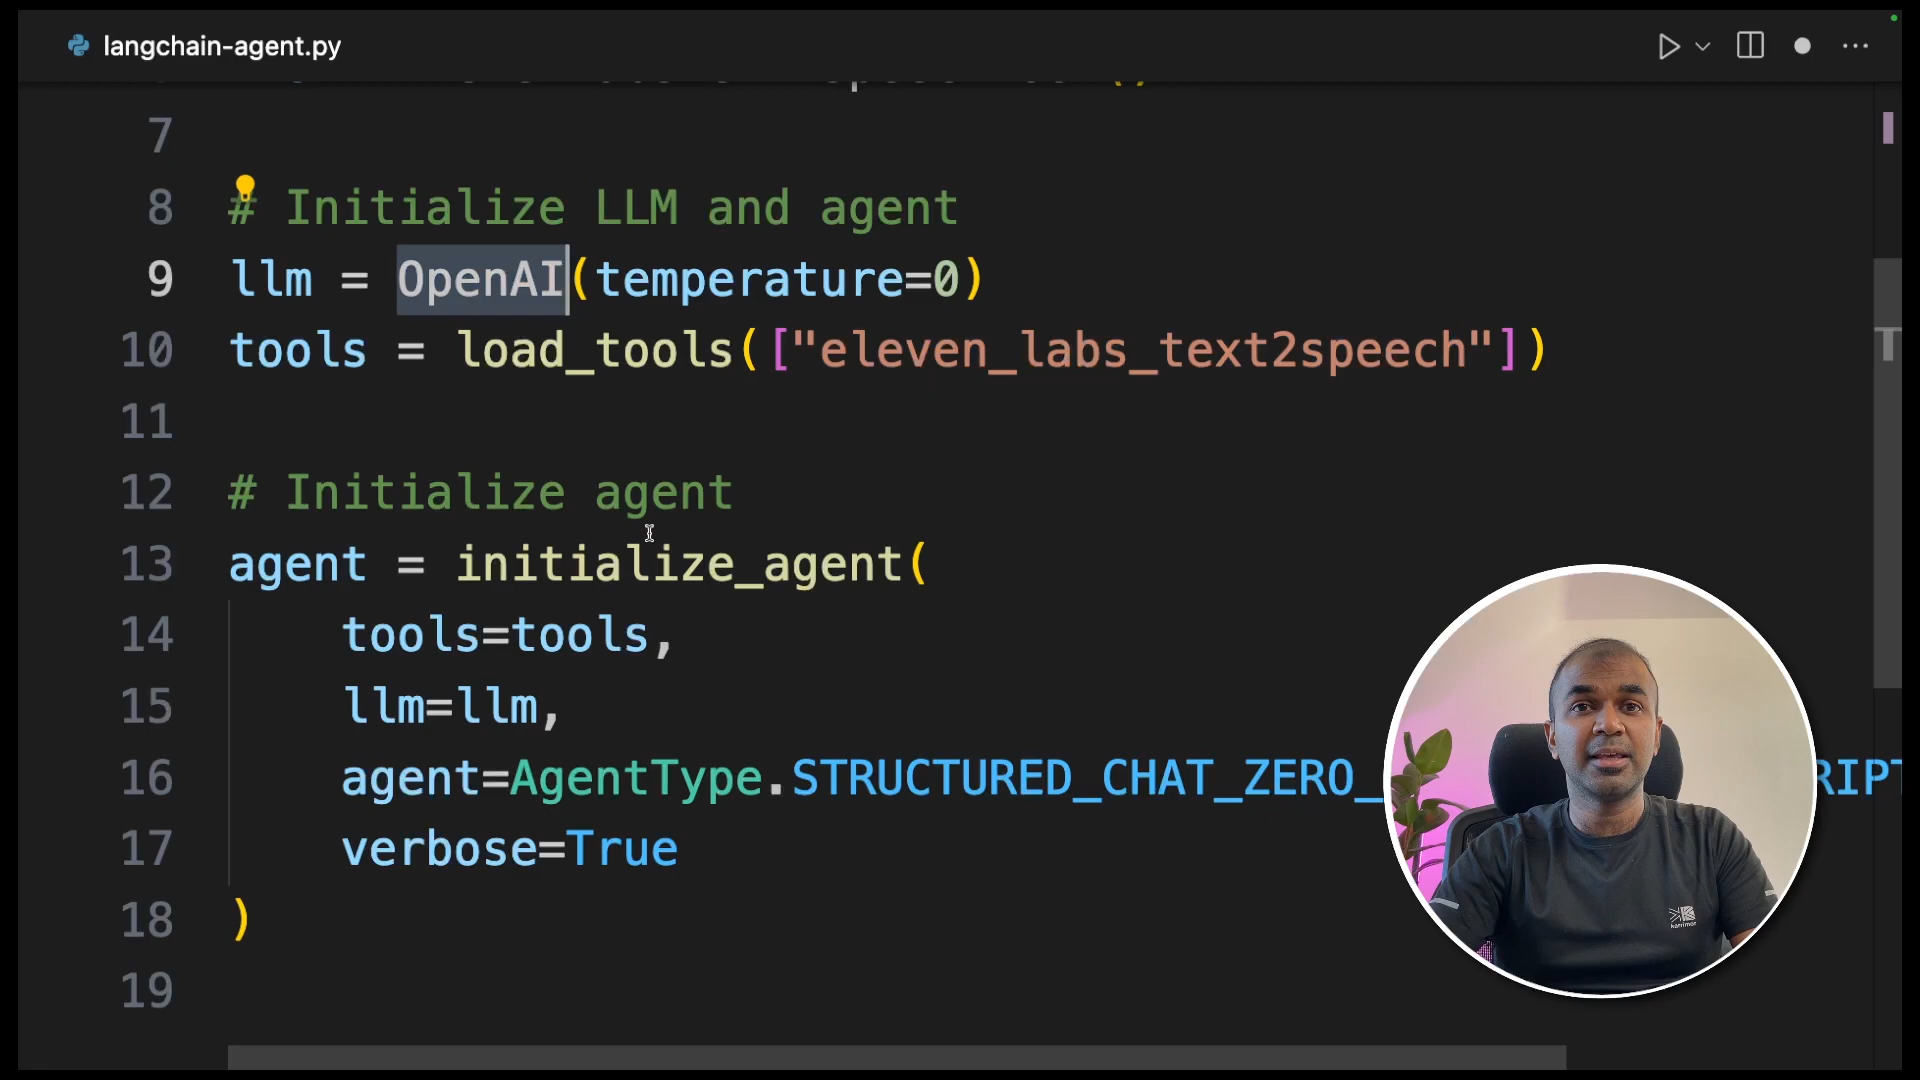 langchain-agent.py
7
8 # Initialize LLM and agent
9 llm = OpenAI(temperature=0)
10 tools = load_tools(["eleven_labs_text2speech"])
11
12 # Initialize agent
13 agent = initialize_agent(
14 tools=tools,
15 llm=llm,
16 agent=AgentType.STRUCTURED_CHAT_ZERO_ RIPT
17 verbose=True
18 )
19
karrimor